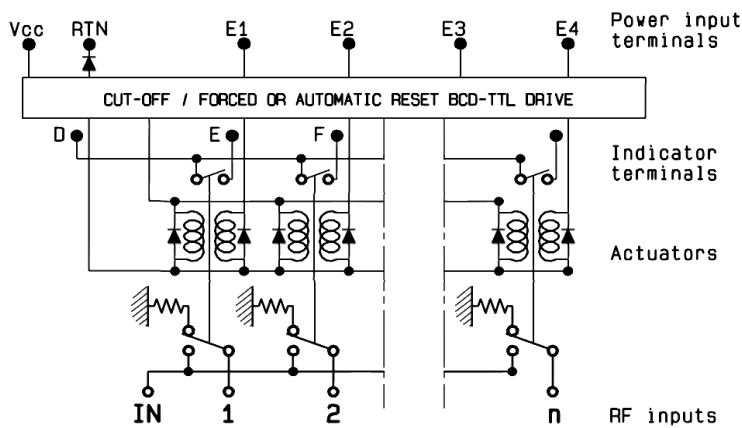 Vcc RTN E1 E2 E3 E4 Power input
terminals
CUT-OFF / FORCED OR AUTOMATIC RESET BCD-TTL DRIVE
D E F Indicator
terminals
Actuators
IN 1 2 n RF inputs